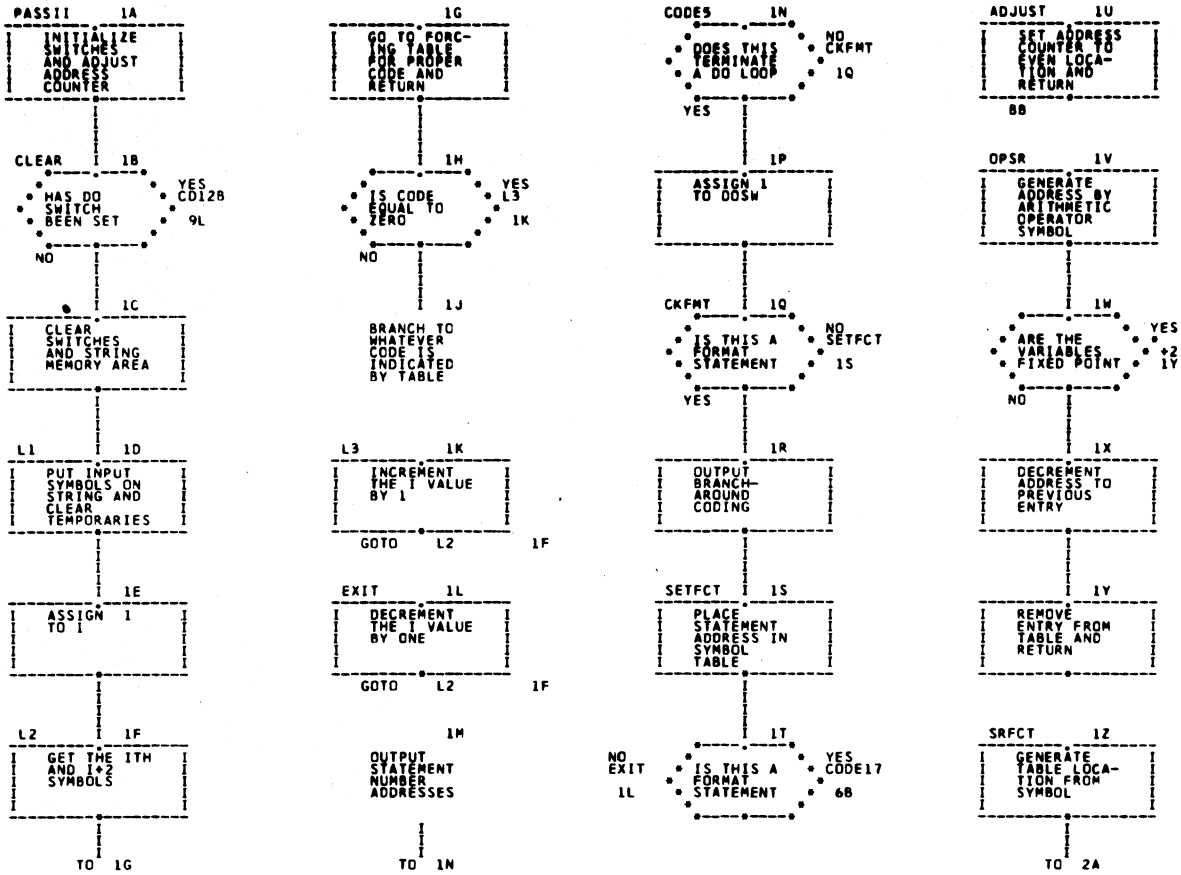 PASSII 1A
INITIALIZE
SWITCHES
AND ADJUST
ADDRESS
COUNTER
CLEAR 1B
HAS DO
SWITCH
BEEN SET
YES
CD12B
9L
NO
1C
CLEAR
SWITCHES
AND STRING
MEMORY AREA
L1 1D
PUT INPUT
SYMBOLS ON
STRING AND
CLEAR
TEMPORARIES
1E
ASSIGN 1
TO I
L2 1F
GET THE ITH
AND I+2
SYMBOLS
TO 1G
1G
GO TO FORC-
ING TABLE
FOR PROPER
CODE AND
RETURN
1H
IS CODE
EQUAL TO
ZERO
YES
L3
1K
NO
1J
BRANCH TO
WHATEVER
CODE IS
INDICATED
BY TABLE
L3 1K
INCREMENT
THE I VALUE
BY 1
GOTO L2 1F
EXIT 1L
DECREMENT
THE I VALUE
BY ONE
GOTO L2 1F
1M
OUTPUT
STATEMENT
NUMBER
ADDRESSES
TO 1N
CODE5 1N
DOES THIS
TERMINATE
A DO LOOP
NO
CKFMT
1Q
YES
1P
ASSIGN 1
TO DOSW
CKFMT 1Q
IS THIS A
FORMAT
STATEMENT
NO
SETFCT
1S
YES
1R
OUTPUT
BRANCH-
AROUND
CODING
SETFCT 1S
PLACE
STATEMENT
ADDRESS IN
SYMBOL
TABLE
1T
NO
EXIT
1L
IS THIS A
FORMAT
STATEMENT
YES
CODE17
6B
ADJUST 1U
SET ADDRESS
COUNTER TO
EVEN LOCA-
TION AND
RETURN
BB
OPSR 1V
GENERATE
ADDRESS BY
ARITHMETIC
OPERATOR
SYMBOL
1W
ARE THE
VARIABLES
FIXED POINT
YES
+2
1Y
NO
1X
DECREMENT
ADDRESS TO
PREVIOUS
ENTRY
1Y
REMOVE
ENTRY FROM
TABLE AND
RETURN
SRFCT 1Z
GENERATE
TABLE LOCA-
TION FROM
SYMBOL
TO 2A